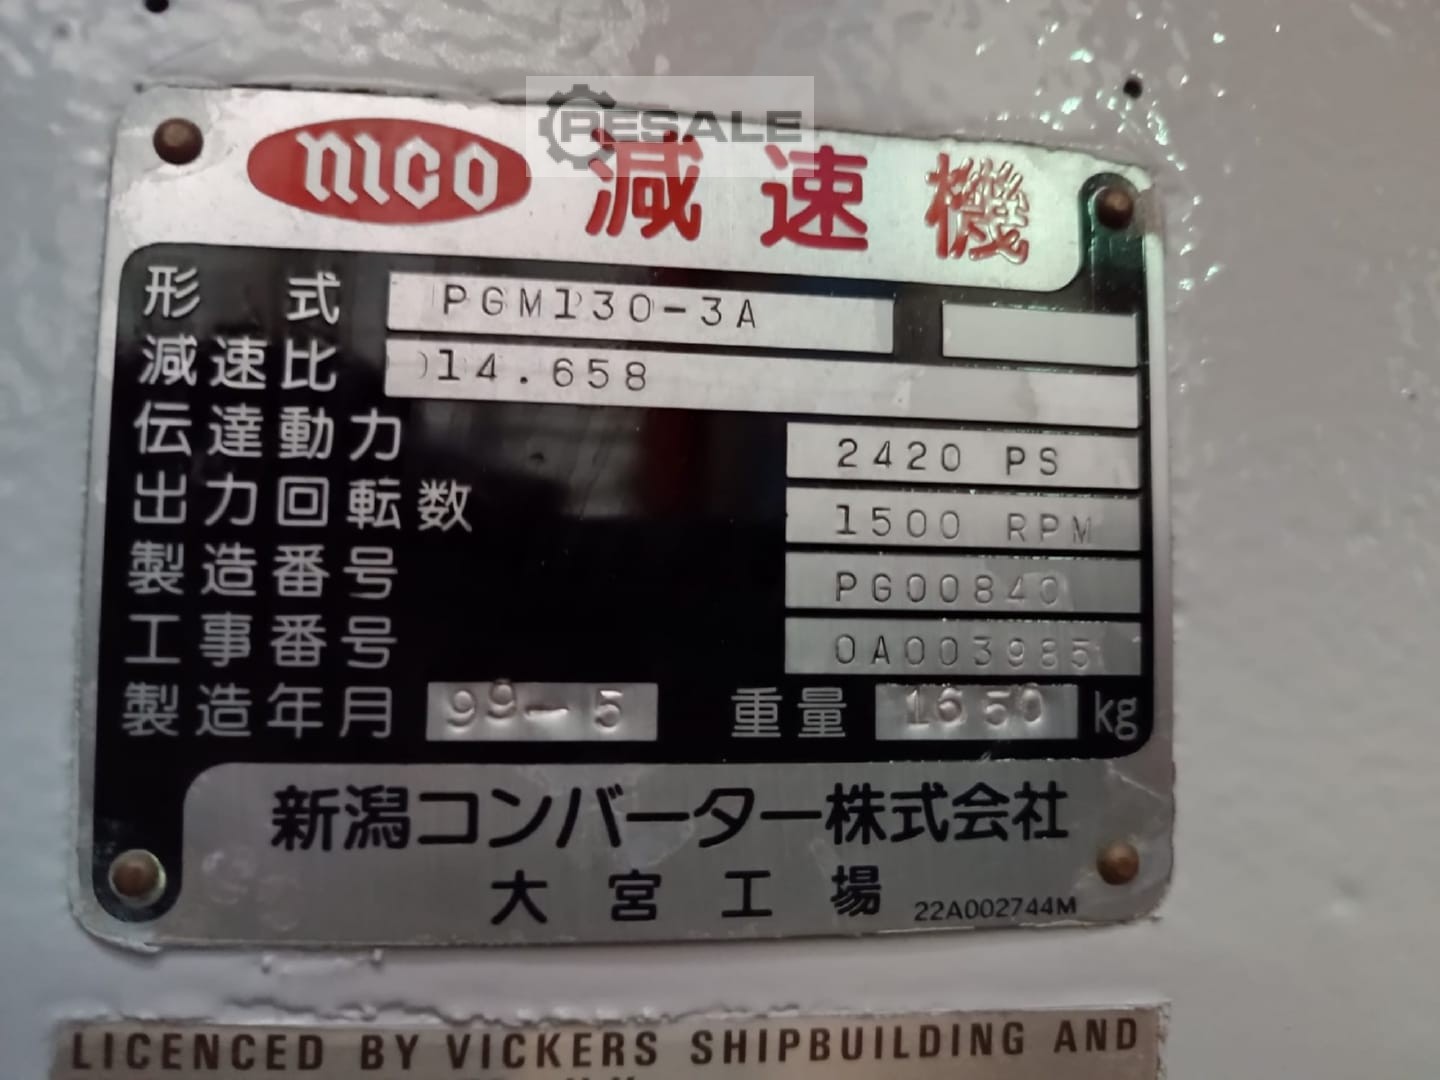 RESALE
nico 減速機
形式 PGM130-3A
減速比 14.658
伝達動力 2420 PS
出力回転数 1500 RPM
製造番号 PG00840
工事番号 0A003985
製造年月 99-5 重量 1650 kg
新潟コンバーター株式会社
大宮工場 22A002744M
LICENCED BY VICKERS SHIPBUILDING AND